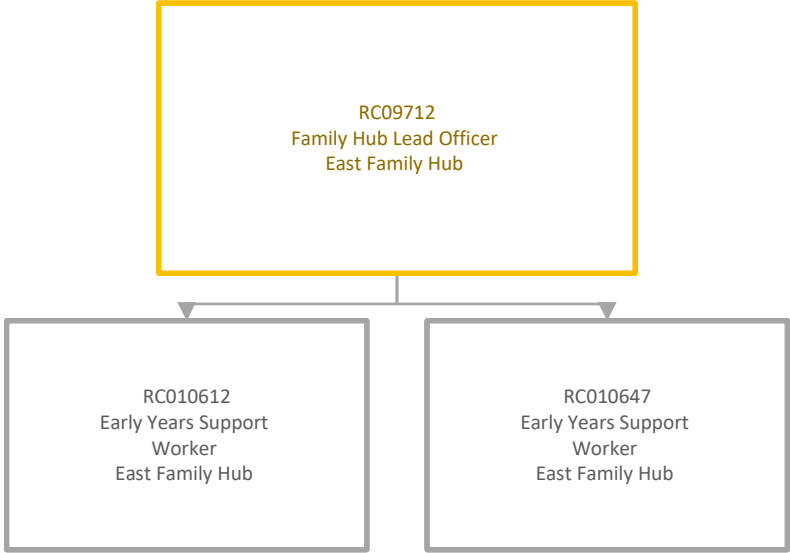 RC09712
Family Hub Lead Officer
East Family Hub
RC010612
Early Years Support
Worker
East Family Hub
RC010647
Early Years Support
Worker
East Family Hub